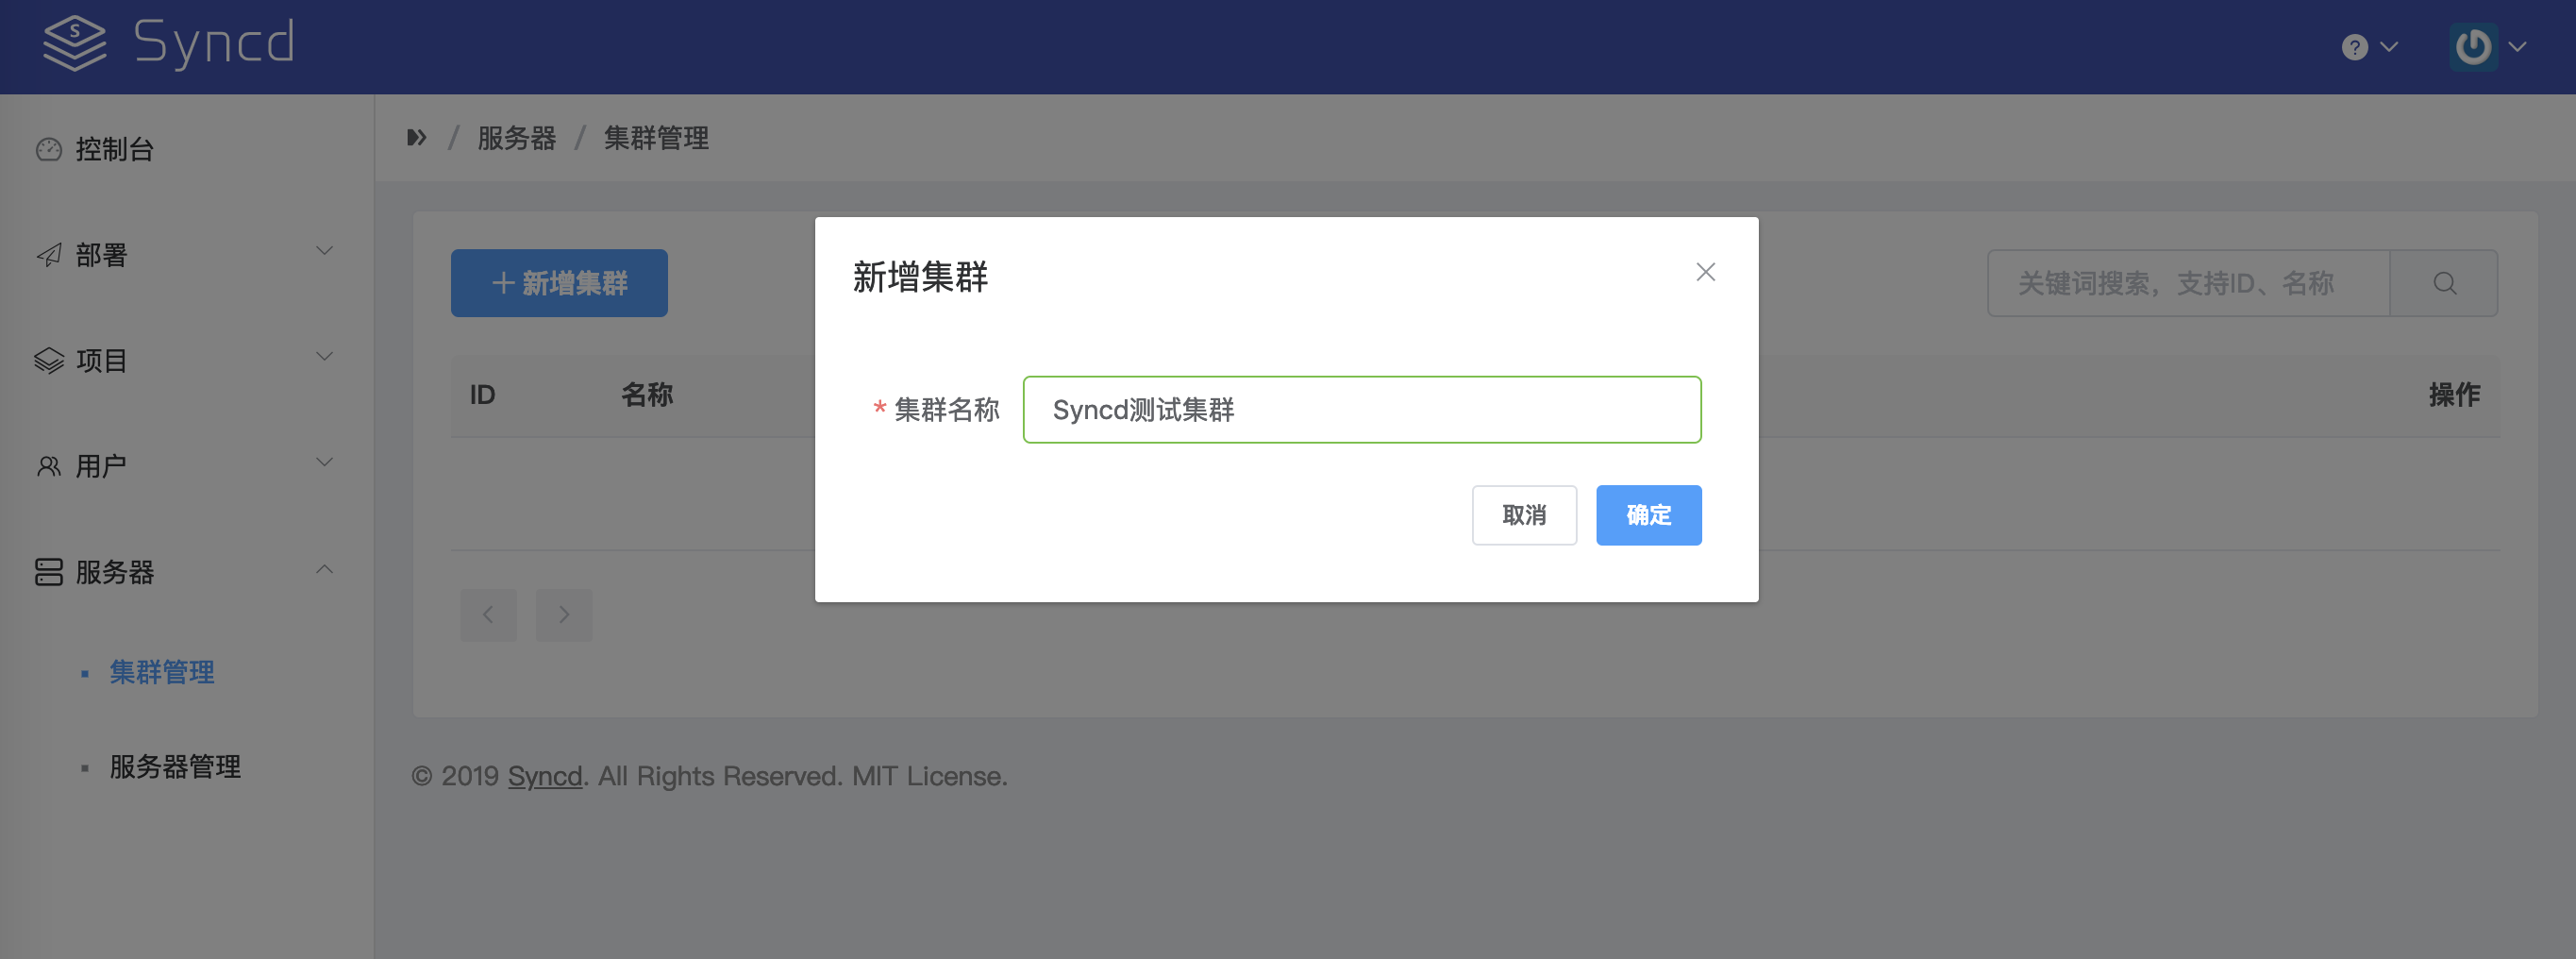 Syncd
控制台
部署
项目
用户
服务器
集群管理
服务器管理
/ 服务器 / 集群管理
+ 新增集群
关键词搜索，支持ID、名称
ID 名称 操作
新增集群
* 集群名称 Syncd测试集群
取消 确定
© 2019 Syncd. All Rights Reserved. MIT License.